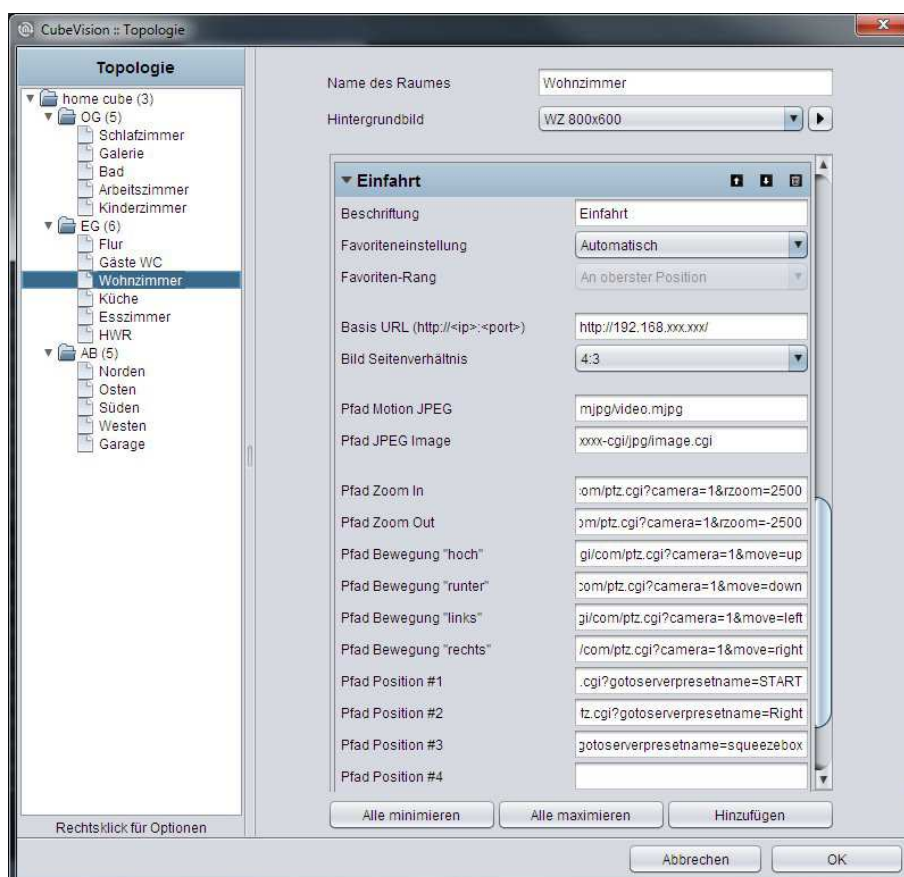 CubeVision :: Topologie
Topologie
home cube (3)
OG (5)
Schlafzimmer
Galerie
Bad
Arbeitszimmer
Kinderzimmer
EG (6)
Flur
Gäste WC
Wohnzimmer
Küche
Esszimmer
HWR
AB (5)
Norden
Osten
Süden
Westen
Garage
Rechtsklick für Optionen
Name des Raumes Wohnzimmer
Hintergrundbild WZ 800x600
Einfahrt
Beschriftung Einfahrt
Favoriteneinstellung Automatisch
Favoriten-Rang An oberster Position
Basis URL (http://<ip>:<port>) http://192.168.xxx.xxx/
Bild Seitenverhältnis 4:3
Pfad Motion JPEG mjpg/video.mjpg
Pfad JPEG Image xxxx-cgi/jpg/image.cgi
Pfad Zoom In com/ptz.cgi?camera=1&rzoom=2500
Pfad Zoom Out om/ptz.cgi?camera=1&rzoom=-2500
Pfad Bewegung "hoch" gi/com/ptz.cgi?camera=1&move=up
Pfad Bewegung "runter" com/ptz.cgi?camera=1&move=down
Pfad Bewegung "links" gi/com/ptz.cgi?camera=1&move=left
Pfad Bewegung "rechts" /com/ptz.cgi?camera=1&move=right
Pfad Position #1 .cgi?gotoserverpresetname=START
Pfad Position #2 tz.cgi?gotoserverpresetname=Right
Pfad Position #3 gotoserverpresetname=squeezebox
Pfad Position #4
Alle minimieren Alle maximieren Hinzufügen
Abbrechen OK